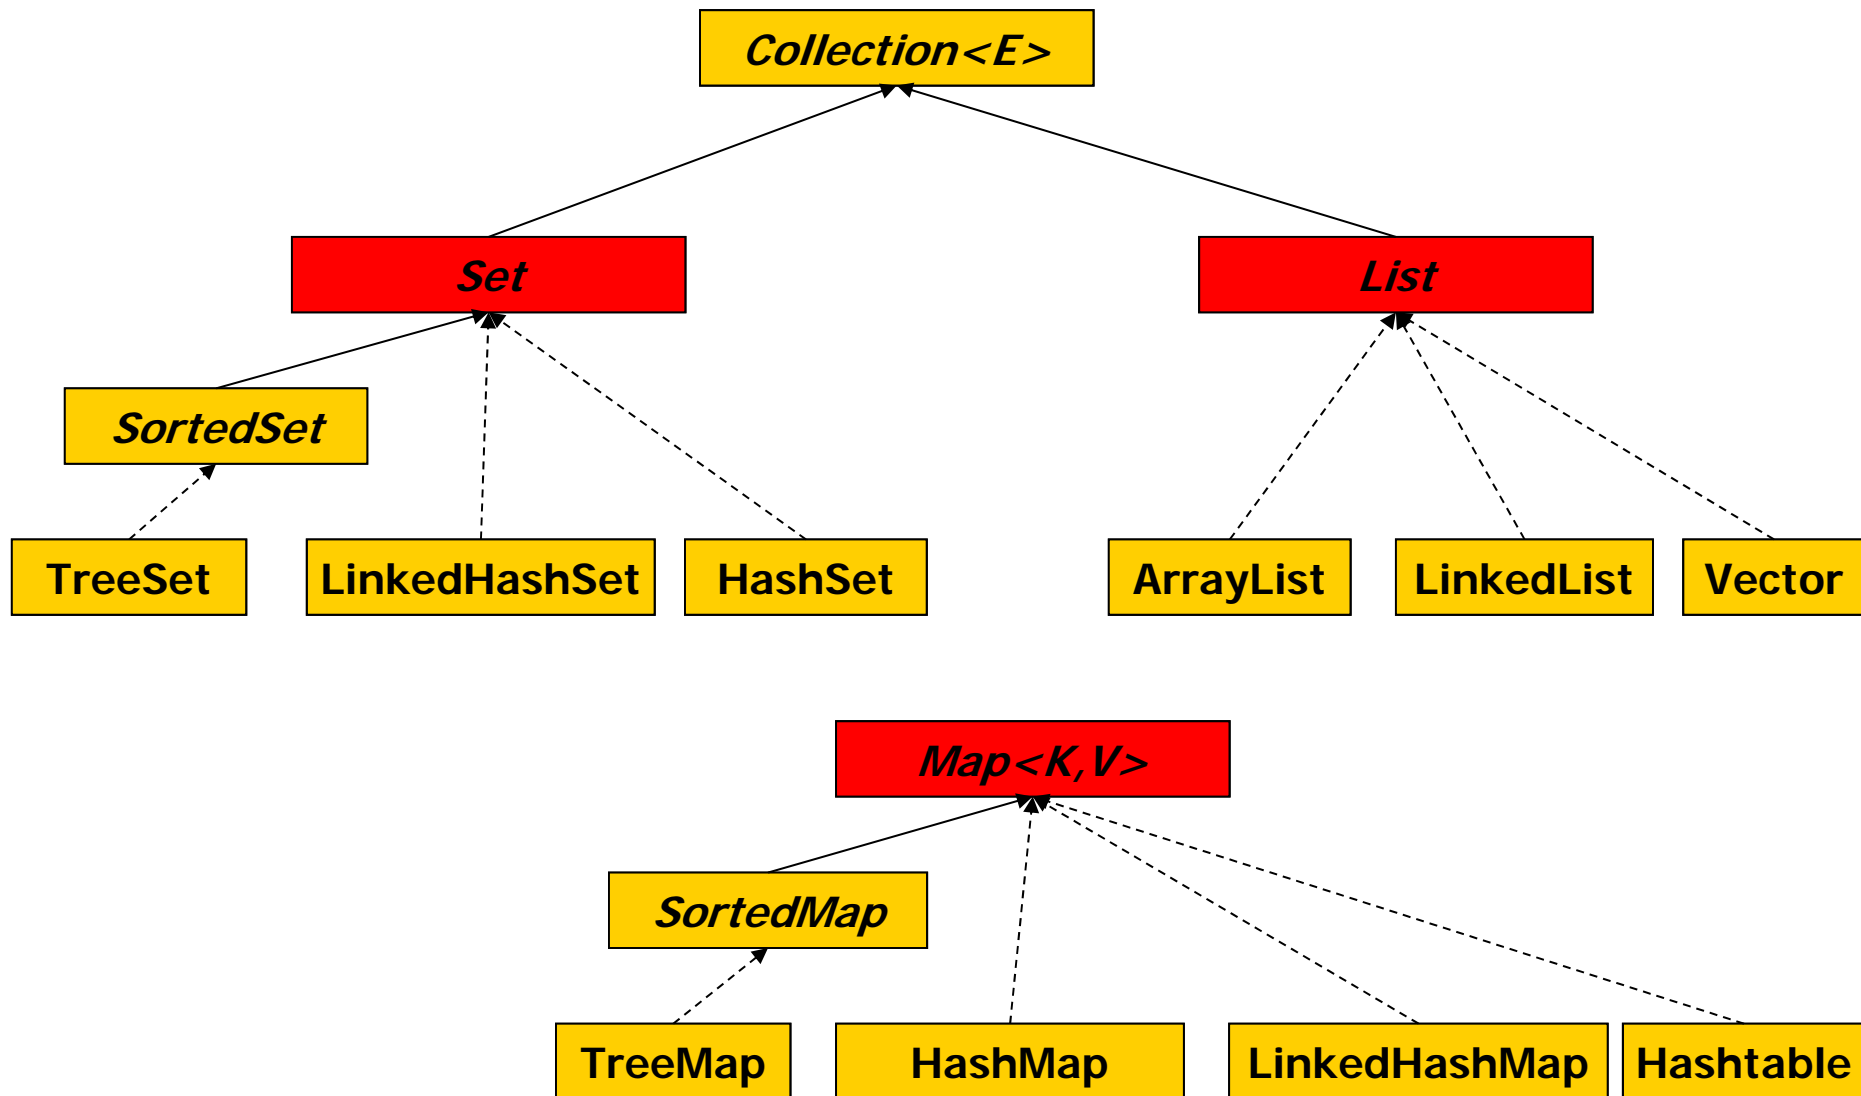 Collection<E>
Set
List
SortedSet
TreeSet
LinkedHashSet
HashSet
ArrayList
LinkedList
Vector
Map<K,V>
SortedMap
TreeMap
HashMap
LinkedHashMap
Hashtable